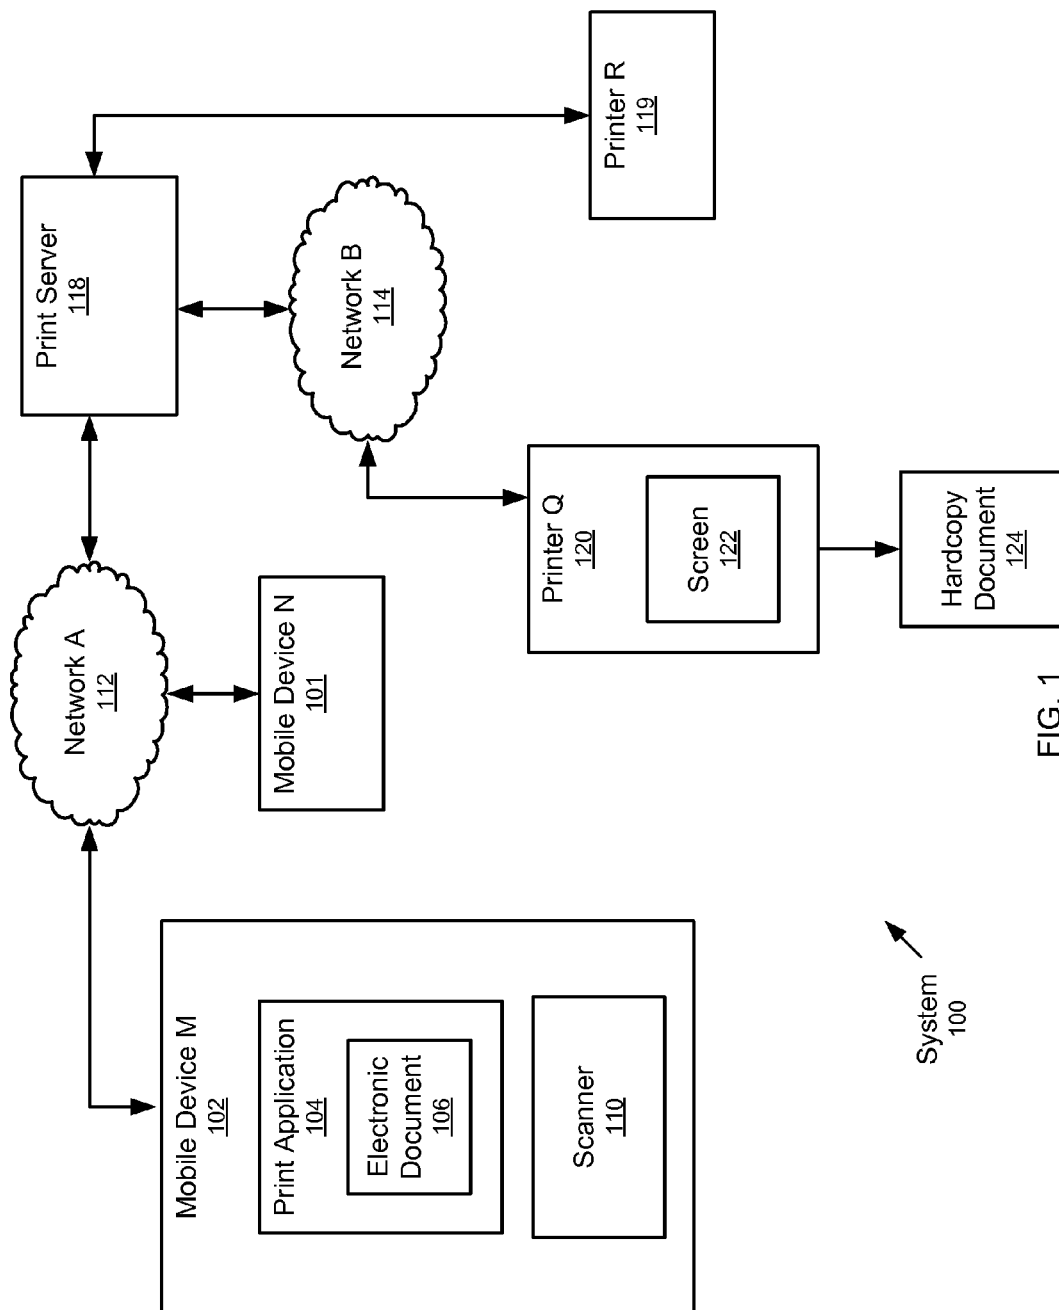 Mobile Device M
102
Print Application
104
Electronic
Document
106
Scanner
110
Network A
112
Mobile Device N
101
Print Server
118
Network B
114
Printer Q
120
Screen
122
Hardcopy
Document
124
Printer R
119
System
100
FIG. 1